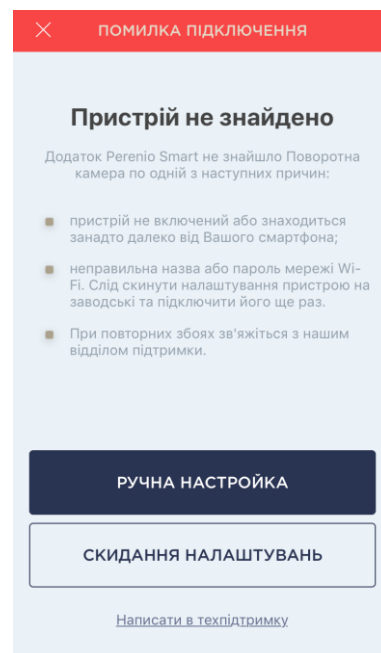 ПОМИЛКА ПІДКЛЮЧЕННЯ
Пристрій не знайдено
Додаток Perenio Smart не знайшло Поворотна
камера по одній з наступних причин:
пристрій не включений або знаходиться
занадто далеко від Вашого смартфона;
неправильна назва або пароль мережі Wi-
Fi. Слід скинути налаштування пристрою на
заводські та підключити його ще раз.
При повторних збоях зв'яжіться з нашим
відділом підтримки.
РУЧНА НАСТРОЙКА
СКИДАННЯ НАЛАШТУВАНЬ
Написати в техпідтримку